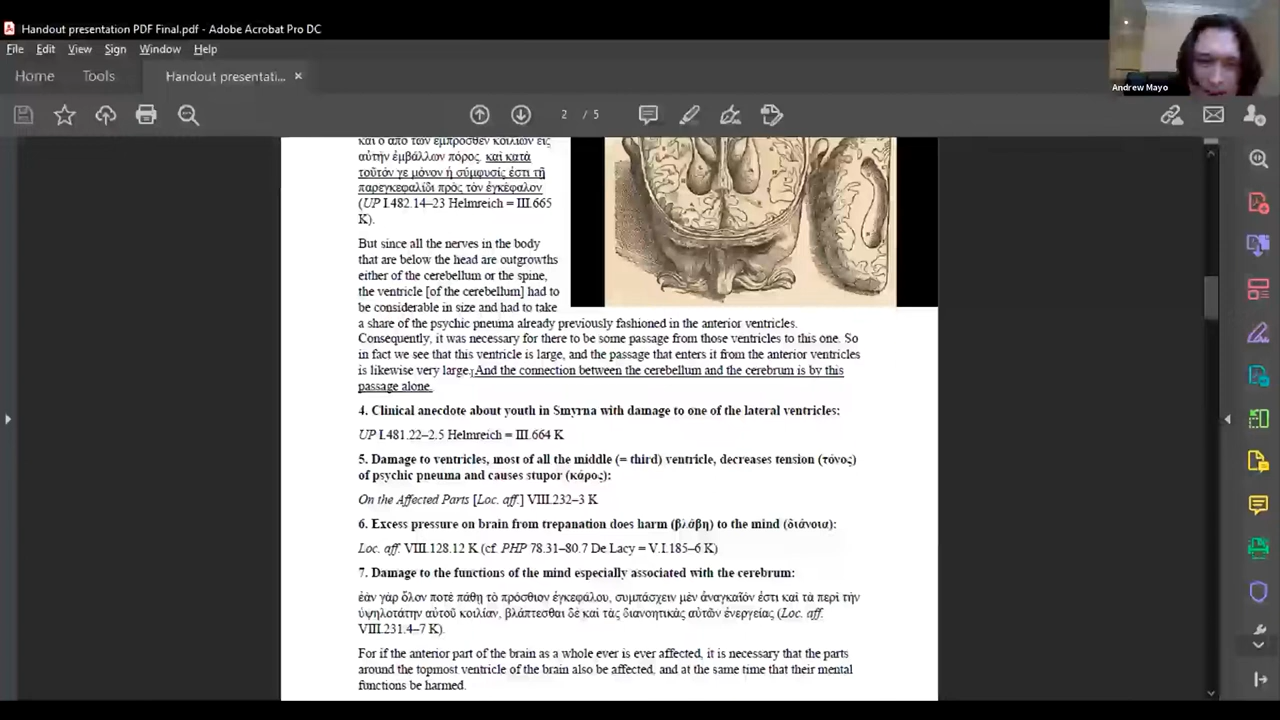 Handout presentation PDF Final.pdf - Adobe Acrobat Pro DC
File Edit View Sign Window Help
Home Tools Handout presentati... ×
2 / 5
Andrew Mayo
καὶ ὁ ἀπὸ τῶν ἔμπροσθεν κοιλιῶν εἰς
αὐτὴν ἐμβάλλων πόρος. καὶ κατὰ
τοῦτόν γε μόνον ἡ σύμφυσίς ἐστι τῇ
παρεγκεφαλίδι πρὸς τὸν ἐγκέφαλον
(UP I.482.14–23 Helmreich = III.665
K).
But since all the nerves in the body
that are below the head are outgrowths
either of the cerebellum or the spine,
the ventricle [of the cerebellum] had to
be considerable in size and had to take
a share of the psychic pneuma already previously fashioned in the anterior ventricles.
Consequently, it was necessary for there to be some passage from those ventricles to this one. So
in fact we see that this ventricle is large, and the passage that enters it from the anterior ventricles
is likewise very large. And the connection between the cerebellum and the cerebrum is by this
passage alone.
4. Clinical anecdote about youth in Smyrna with damage to one of the lateral ventricles:
UP I.481.22–2.5 Helmreich = III.664 K
5. Damage to ventricles, most of all the middle (= third) ventricle, decreases tension (τόνος)
of psychic pneuma and causes stupor (κάρος):
On the Affected Parts [Loc. aff.] VIII.232–3 K
6. Excess pressure on brain from trepanation does harm (βλάβη) to the mind (διάνοια):
Loc. aff. VIII.128.12 K (cf. PHP 78.31–80.7 De Lacy = V.I.185–6 K)
7. Damage to the functions of the mind especially associated with the cerebrum:
ἐὰν γὰρ ὅλον ποτὲ πάθῃ τὸ πρόσθιον ἐγκεφάλου, συμπάσχειν μὲν ἀναγκαῖόν ἐστι καὶ τὰ περὶ τὴν
ὑψηλοτάτην αὐτοῦ κοιλίαν, βλάπτεσθαι δὲ καὶ τὰς διανοητικὰς αὐτῶν ἐνεργείας (Loc. aff.
VIII.231.4–7 K).
For if the anterior part of the brain as a whole ever is ever affected, it is necessary that the parts
around the topmost ventricle of the brain also be affected, and at the same time that their mental
functions be harmed.